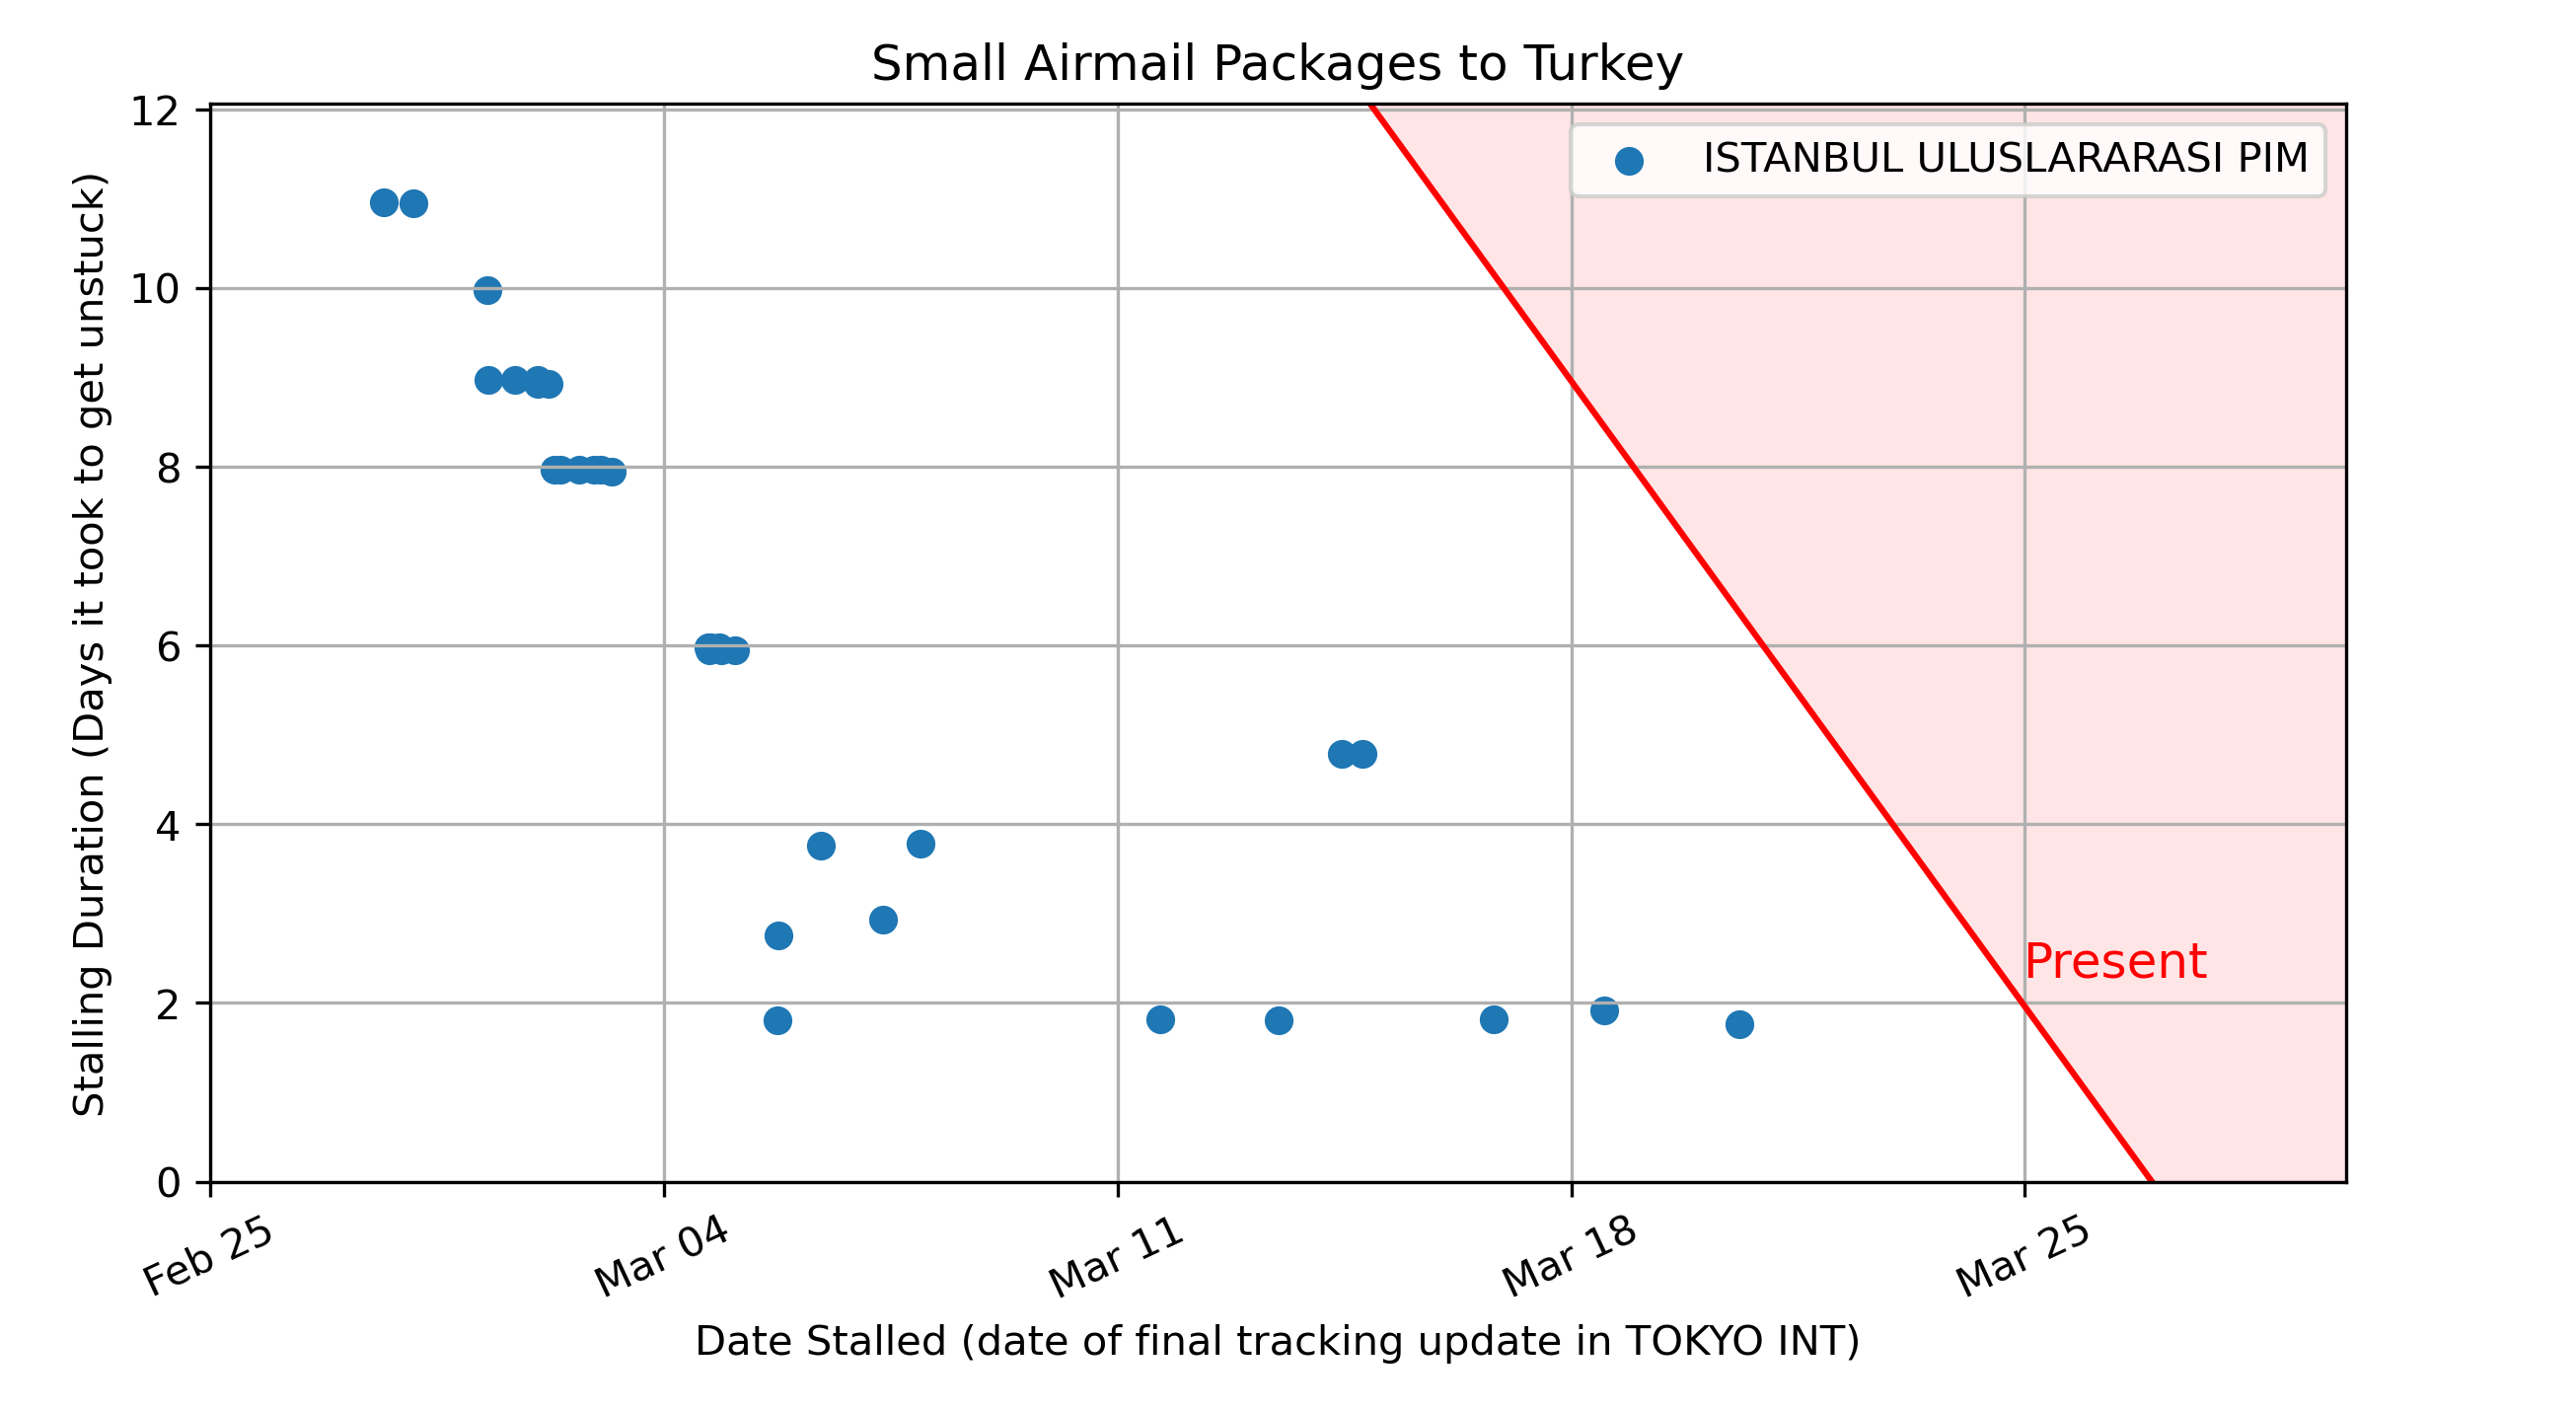 Small Airmail Packages to Turkey
ISTANBUL ULUSLARARASI PIM
Stalling Duration (Days it took to get unstuck)
12
10
8
6
4
2
0
Present
Feb 25
Mar 04
Mar 11
Mar 18
Mar 25
Date Stalled (date of final tracking update in TOKYO INT)